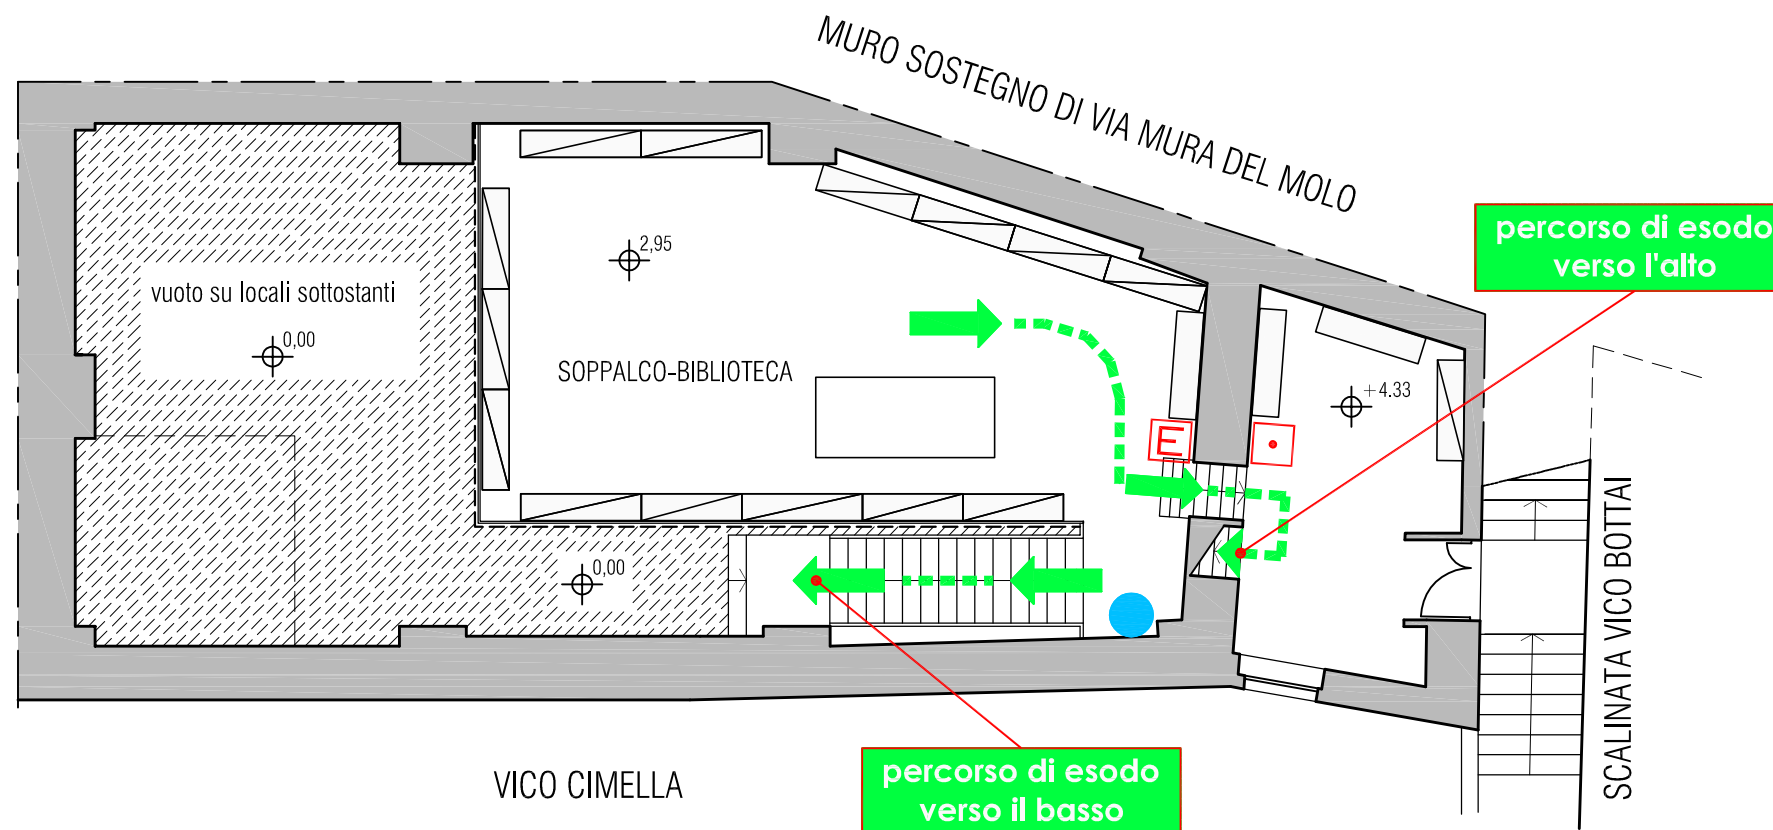 MURO SOSTEGNO DI VIA MURA DEL MOLO
percorso di esodo
verso l'alto
2,95
vuoto su locali sottostanti
0,00
SOPPALCO-BIBLIOTECA
+4.33
E
0,00
SCALINATA VICO BOTTAI
VICO CIMELLA
percorso di esodo
verso il basso